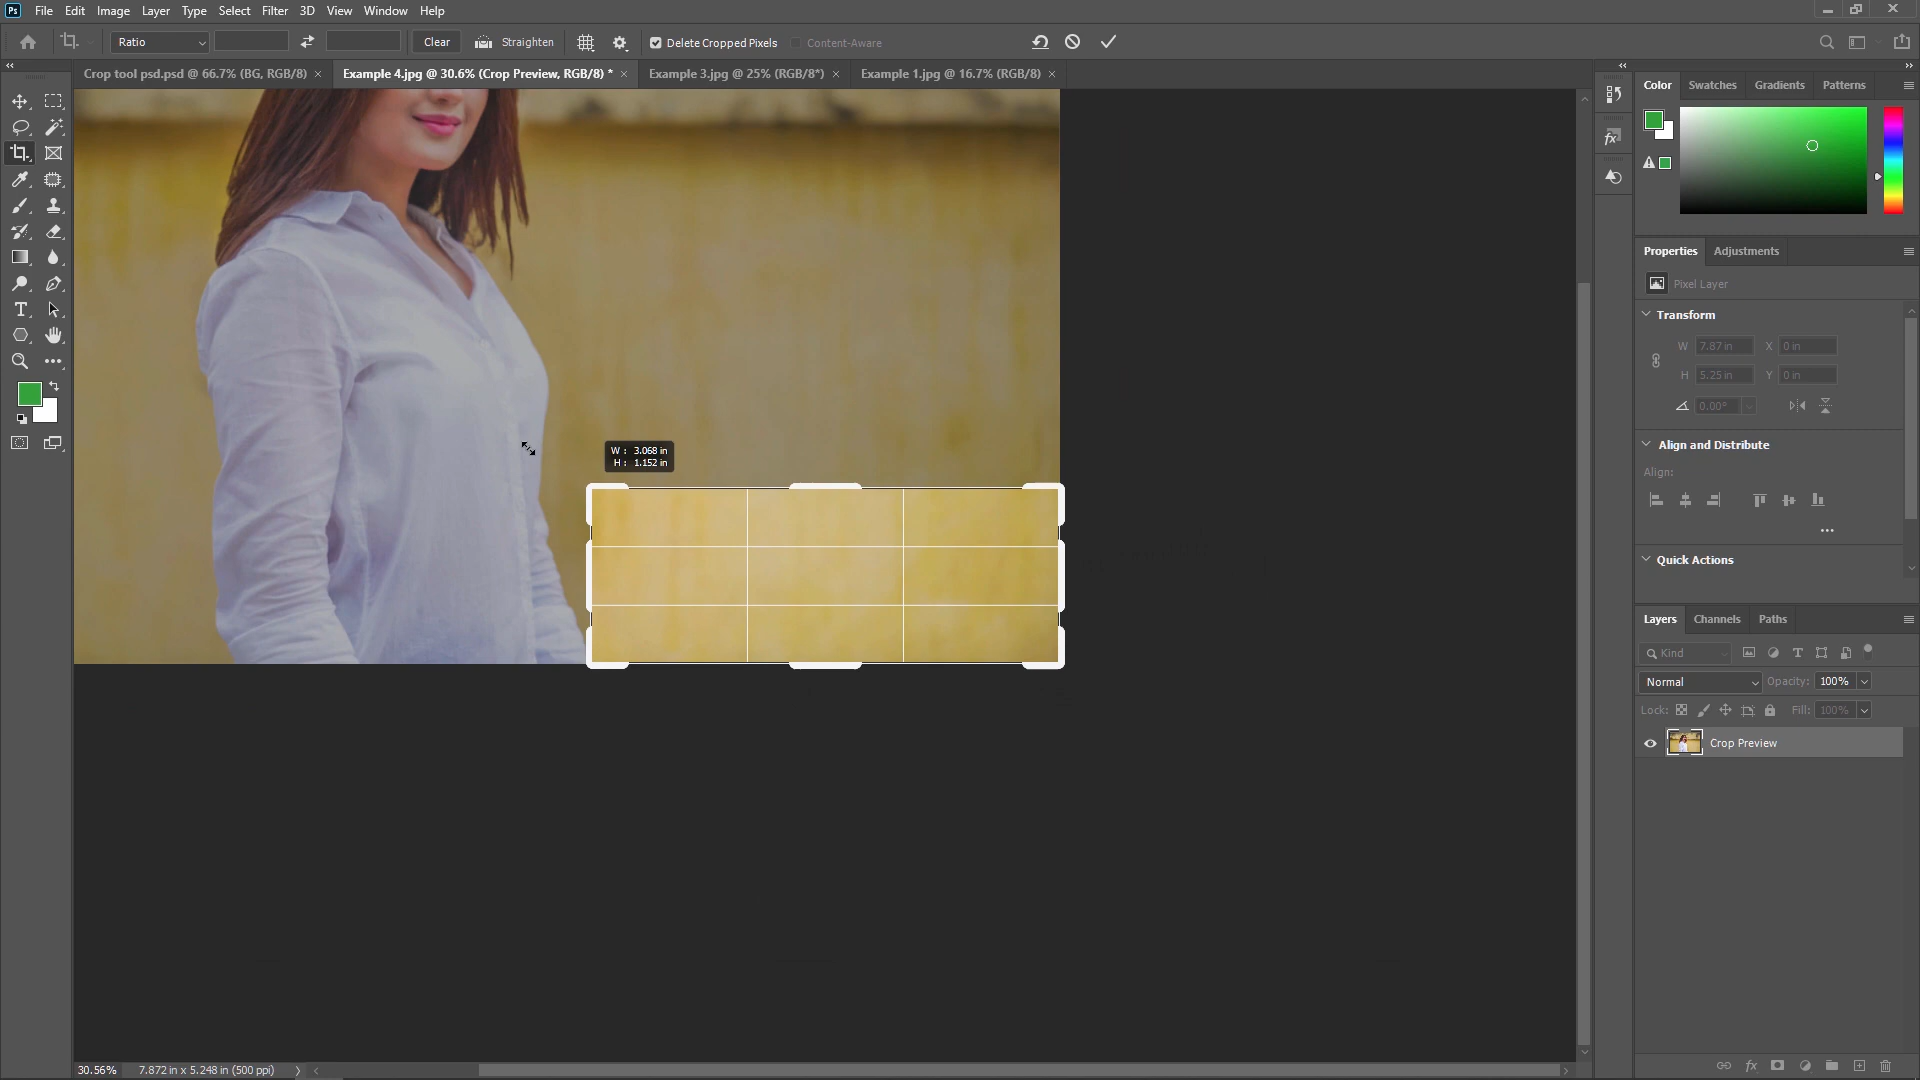 Ps File Edit Image Layer Type Select Filter 3D View Window Help
Ratio Clear Straighten Delete Cropped Pixels Content-Aware
Crop tool psd.psd @ 66.7% (BG, RGB/8) × Example 4.jpg @ 30.6% (Crop Preview, RGB/8) * × Example 3.jpg @ 25% (RGB/8*) × Example 1.jpg @ 16.7% (RGB/8) ×
Color Swatches Gradients Patterns
Properties Adjustments
Pixel Layer
Transform
W 7.87 in X 0 in
H 5.25 in Y 0 in
0.00°
Align and Distribute
Align:
W : 3.068 in
H : 1.152 in
Quick Actions
Layers Channels Paths
Kind
Normal Opacity: 100%
Lock: Fill: 100%
Crop Preview
30.56% 7.872 in x 5.248 in (500 ppi)